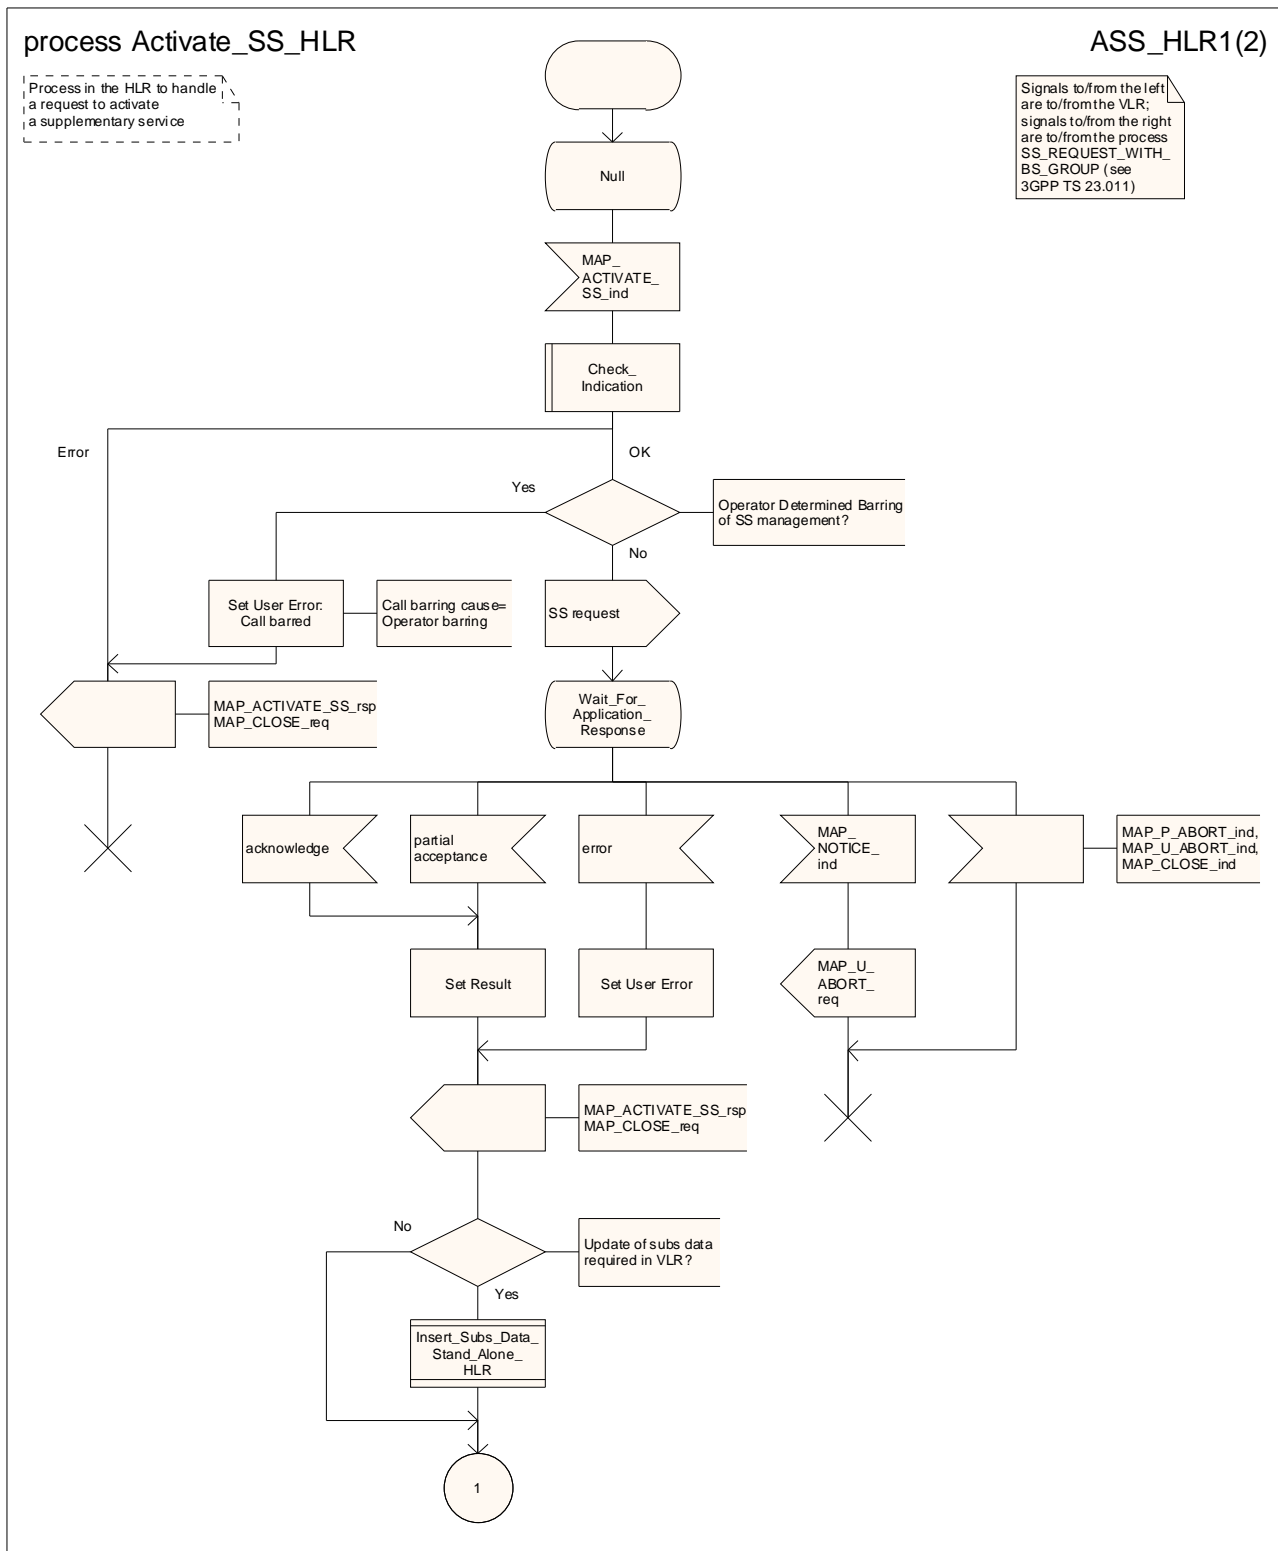 process Activate_SS_HLR
ASS_HLR1(2)
Process in the HLR to handle
a request to activate
a supplementary service
Signals to/from the left
are to/from the VLR;
signals to/from the right
are to/from the process
SS_REQUEST_WITH_
BS_GROUP (see
3GPP TS 23.011)
Null
MAP_
ACTIVATE_
SS_ind
Check_
Indication
Error
OK
Yes
Operator Determined Barring
of SS management?
No
Set User Error:
Call barred
Call barring cause=
Operator barring
SS request
MAP_ACTIVATE_SS_rsp
MAP_CLOSE_req
Wait_For_
Application_
Response
acknowledge
partial
acceptance
error
MAP_
NOTICE_
ind
MAP_P_ABORT_ind,
MAP_U_ABORT_ind,
MAP_CLOSE_ind
Set Result
Set User Error
MAP_U_
ABORT_
req
MAP_ACTIVATE_SS_rsp
MAP_CLOSE_req
No
Update of subs data
required in VLR?
Yes
Insert_Subs_Data_
Stand_Alone_
HLR
1